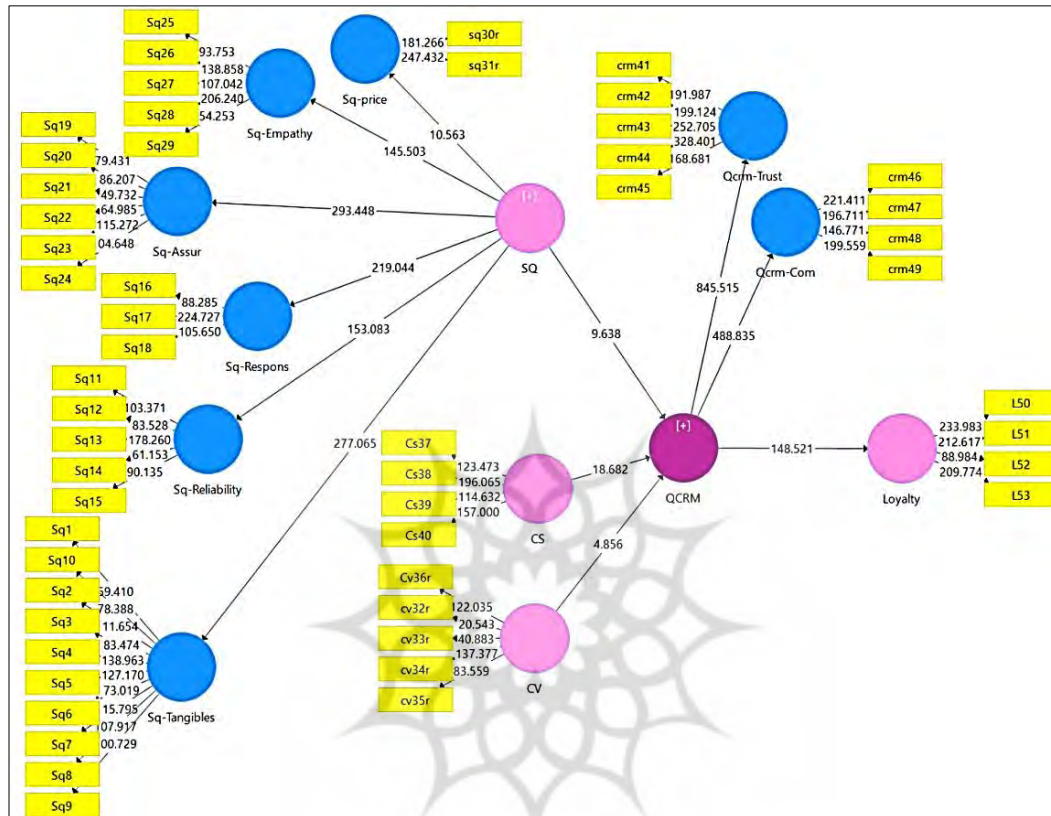 Sq25
Sq26
Sq27
Sq28
Sq29
93.753
138.858
107.042
206.240
54.253
Sq-Empathy
181.266
247.432
sq30r
sq31r
Sq-price
10.563
145.503
Sq19
Sq20
Sq21
Sq22
Sq23
Sq24
79.431
86.207
49.732
64.985
115.272
04.648
Sq-Assur
293.448
[+]
SQ
crm41
crm42
crm43
crm44
crm45
191.987
199.124
252.705
328.401
168.681
Qcrm-Trust
crm46
crm47
crm48
crm49
221.411
196.711
146.771
199.559
Qcrm-Com
845.515
488.835
Sq16
Sq17
Sq18
88.285
224.727
105.650
Sq-Respons
219.044
153.083
9.638
Sq11
Sq12
Sq13
Sq14
Sq15
103.371
83.528
178.260
61.153
90.135
Sq-Reliability
277.065
Cs37
Cs38
Cs39
Cs40
123.473
196.065
114.632
157.000
CS
18.682
[+]
QCRM
148.521
Loyalty
233.983
212.617
88.984
209.774
L50
L51
L52
L53
Sq1
Sq10
Sq2
Sq3
Sq4
Sq5
Sq6
Sq7
Sq8
Sq9
59.410
78.388
11.654
83.474
138.963
127.170
73.019
15.795
07.917
00.729
Sq-Tangibles
Cv36r
cv32r
cv33r
cv34r
cv35r
122.035
20.543
40.883
137.377
83.559
CV
4.856